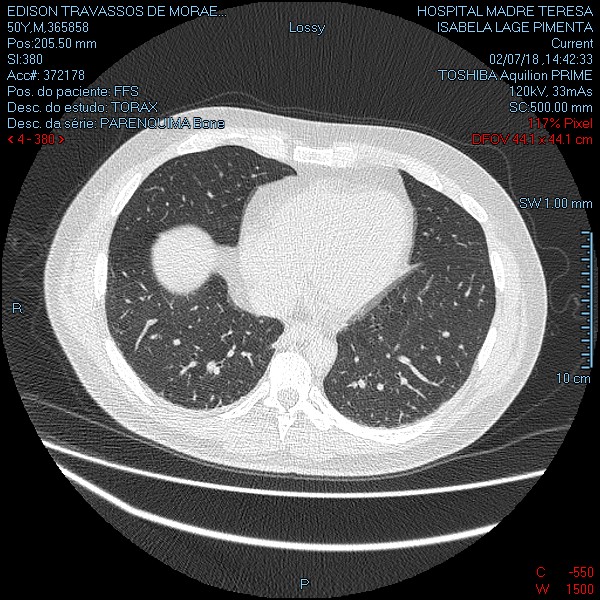 EDISON TRAVASSOS DE MORAE...
50Y,M,365858
Pos:205.50 mm
SI:380
Acc#: 372178
Pos. do paciente: FFS
Desc. do estudo: TORAX
Desc. da série: PARENQUIMA Bone
< 4 - 380 >
Lossy
HOSPITAL MADRE TERESA
ISABELA LAGE PIMENTA
Current
02/07/18 ,14:42:33
TOSHIBA Aquilion PRIME
120kV, 33mAs
SC:500.00 mm
117% Pixel
DFOV:44.1 x 44.1 cm
SW 1.00 mm
R
10 cm
P
C -550
W 1500